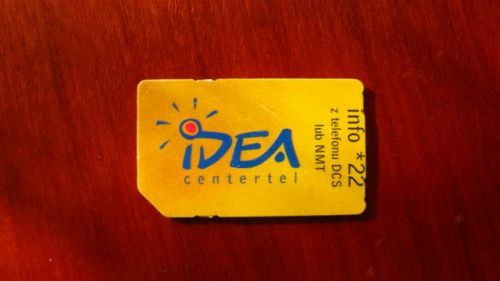 iDEA
centertel
info *22
z telefonu DCS
lub NMT